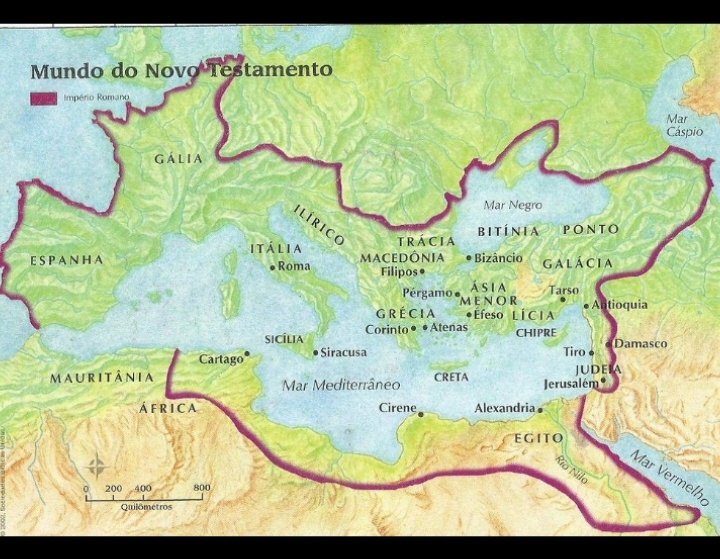 Mundo do Novo Testamento
Império Romano
Mar
Cáspio
GÁLIA
Mar Negro
ILÍRICO
BITÍNIA
PONTO
TRÁCIA
ITÁLIA
Roma
MACEDÔNIA
Bizâncio
ESPANHA
Filipos
GALÁCIA
Pérgamo
ÁSIA
MENOR
Tarso
Antioquia
GRÉCIA
Éfeso
LÍCIA
Corinto
Atenas
CHIPRE
SICÍLIA
Siracusa
Cartago
Tiro
Damasco
JUDEIA
Jerusalém
MAURITÂNIA
Mar Mediterrâneo
CRETA
ÁFRICA
Cirene
Alexandria
EGITO
Rio Nilo
Mar Vermelho
0 200 400 800
Quilômetros